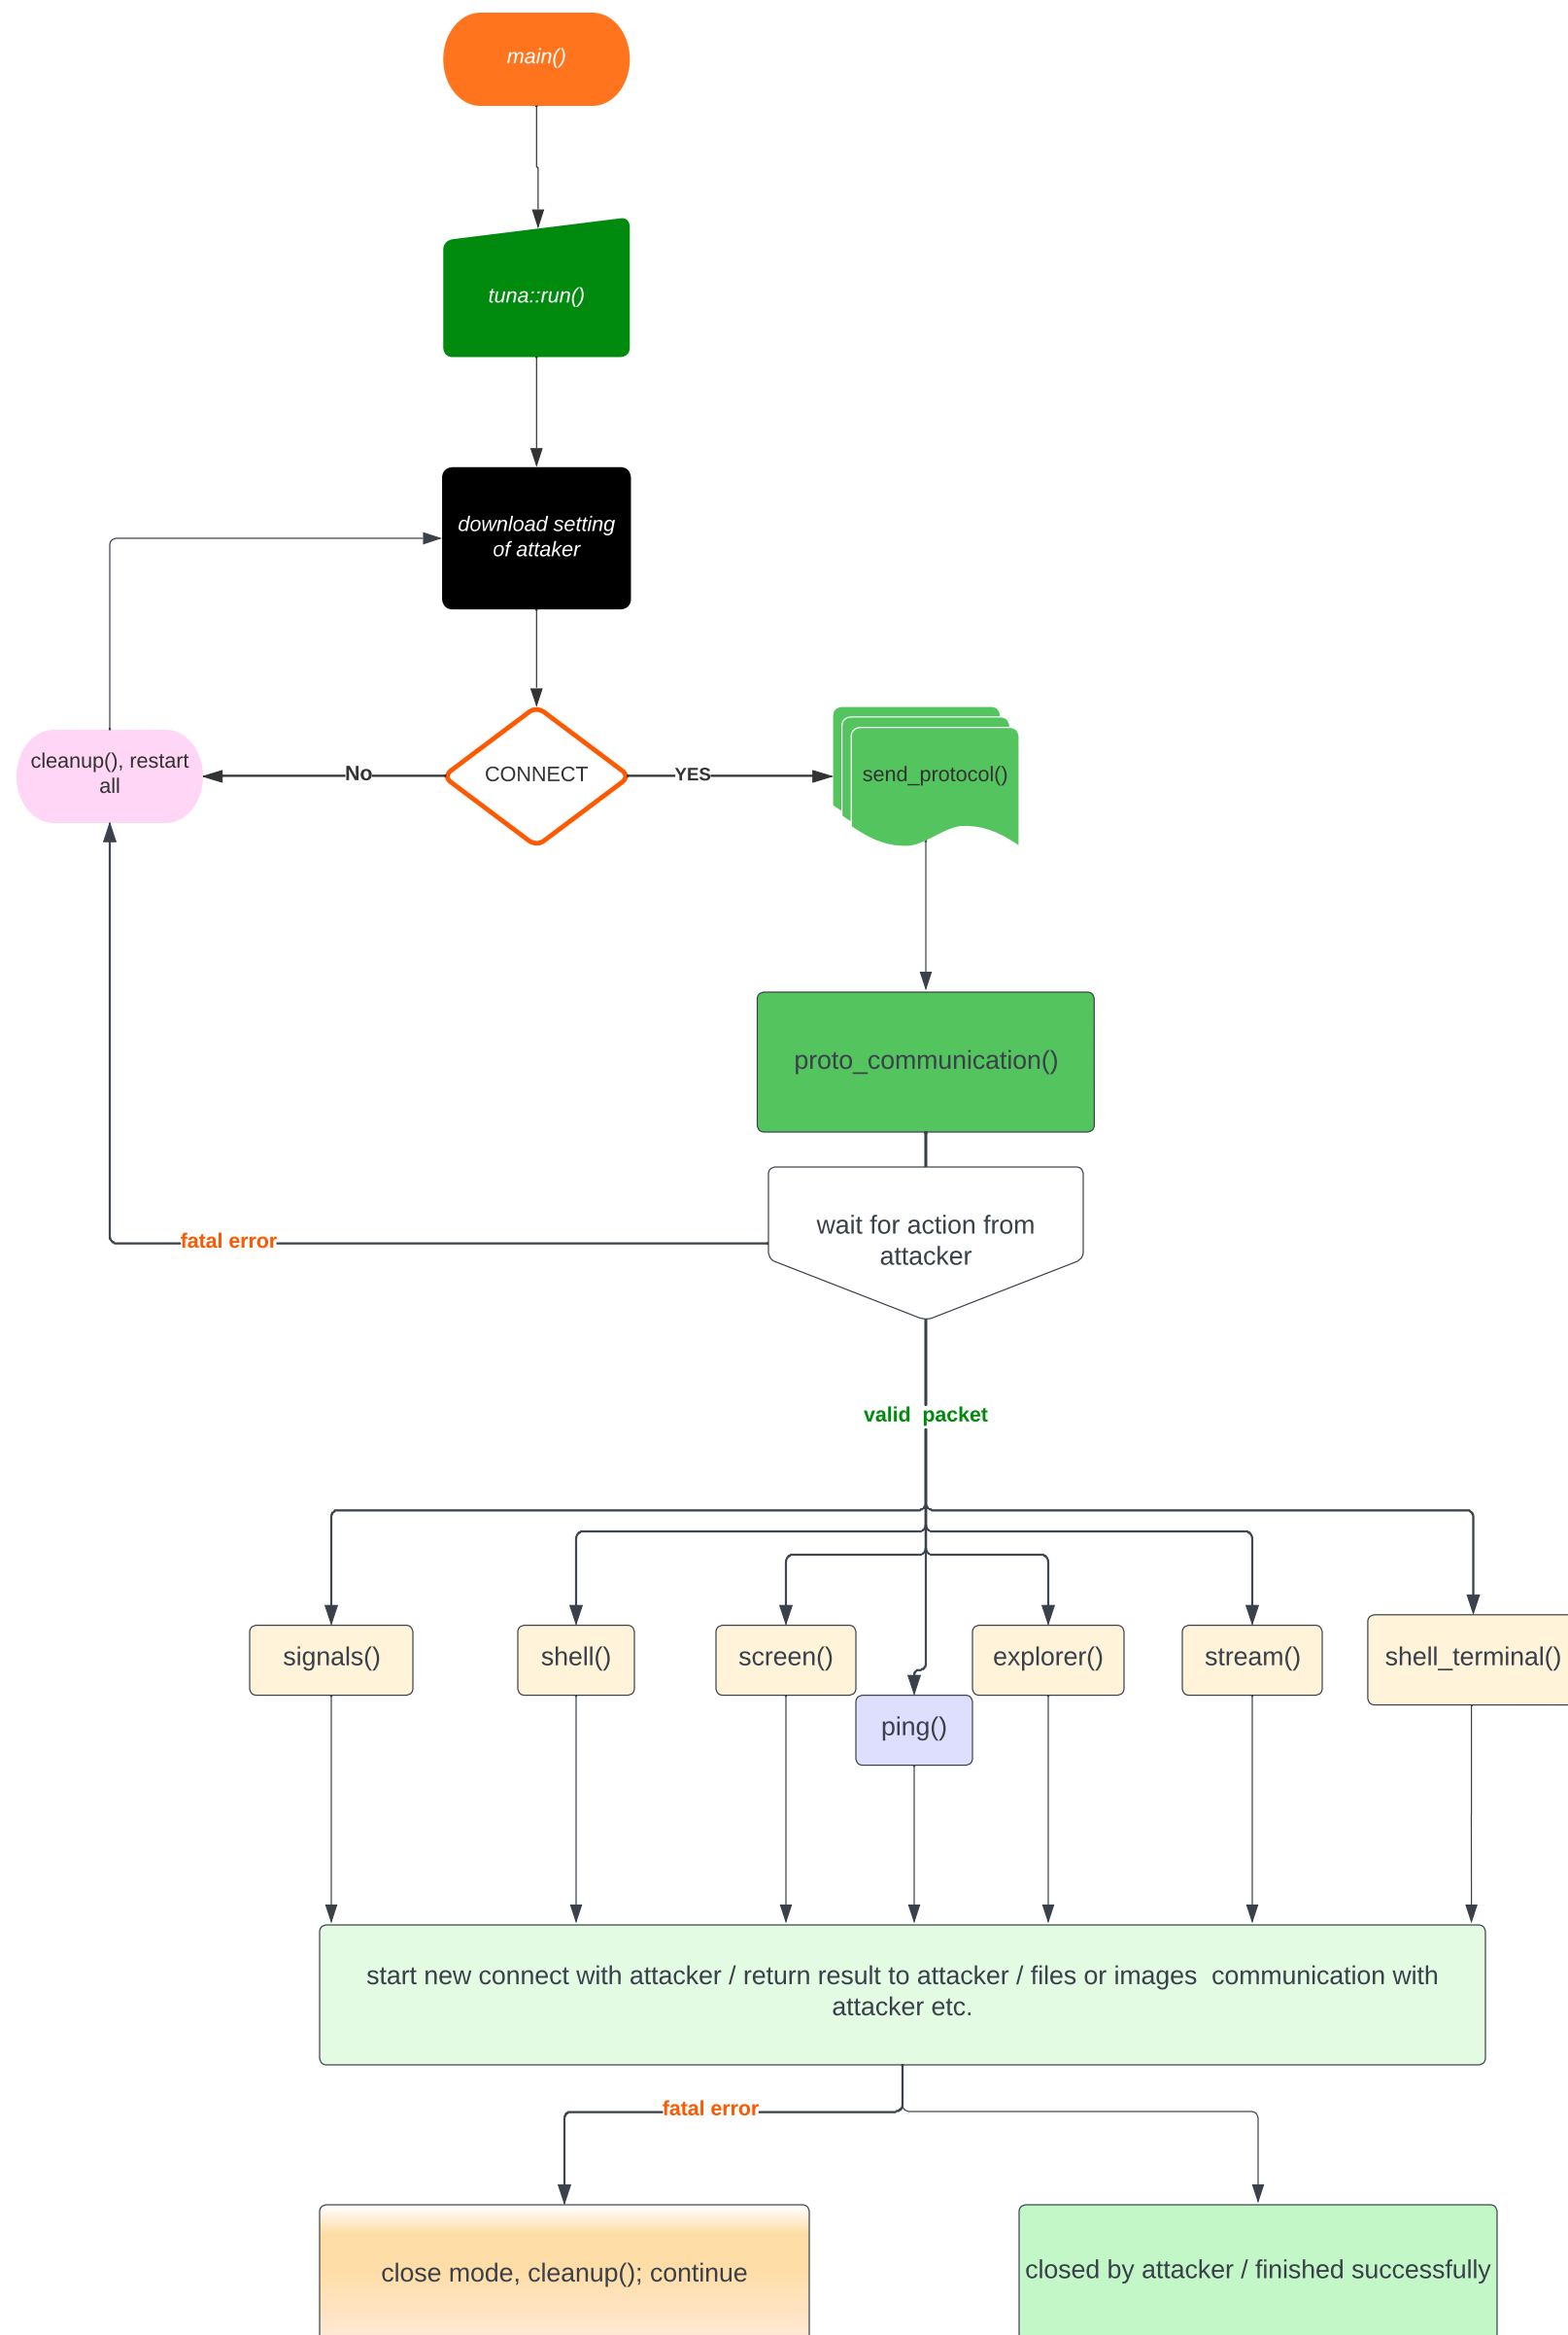 main()
tuna::run()
download setting
of attaker
cleanup(), restart
all
No
CONNECT
YES
send_protocol()
proto_communication()
wait for action from
attacker
fatal error
valid  packet
signals()
shell()
screen()
explorer()
stream()
shell_terminal()
ping()
start new connect with attacker / return result to attacker / files or images  communication with
attacker etc.
fatal error
close mode, cleanup(); continue
closed by attacker / finished successfully